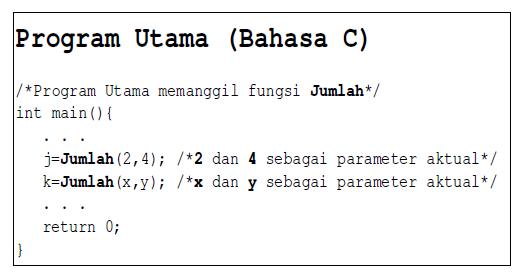 Program Utama (Bahasa C)
/*Program Utama memanggil fungsi Jumlah*/
int main(){
. . .
j=Jumlah(2,4); /*2 dan 4 sebagai parameter aktual*/
k=Jumlah(x,y); /*x dan y sebagai parameter aktual*/
. . .
return 0;
}